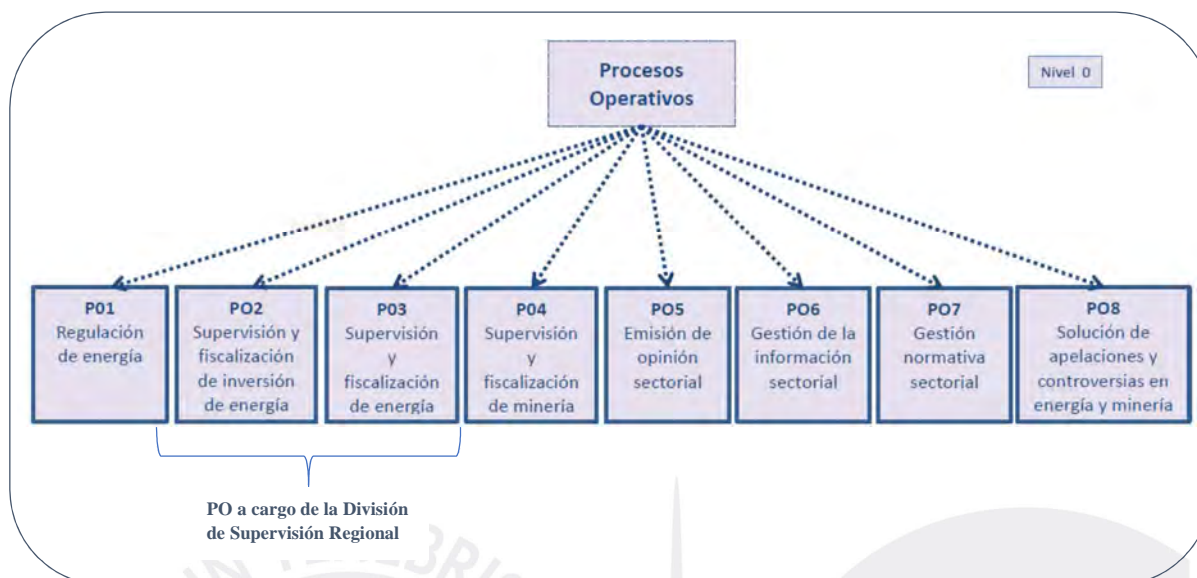 Procesos
Operativos
Nivel 0
P01
Regulación
de energía
PO2
Supervisión y
fiscalización
de inversión
de energía
P03
Supervisión
y
fiscalización
de energía
P04
Supervisión
y
fiscalización
de minería
PO5
Emisión de
opinión
sectorial
PO6
Gestión de la
información
sectorial
PO7
Gestión
normativa
sectorial
PO8
Solución de
apelaciones y
controversias en
energía y minería
PO a cargo de la División
de Supervisión Regional